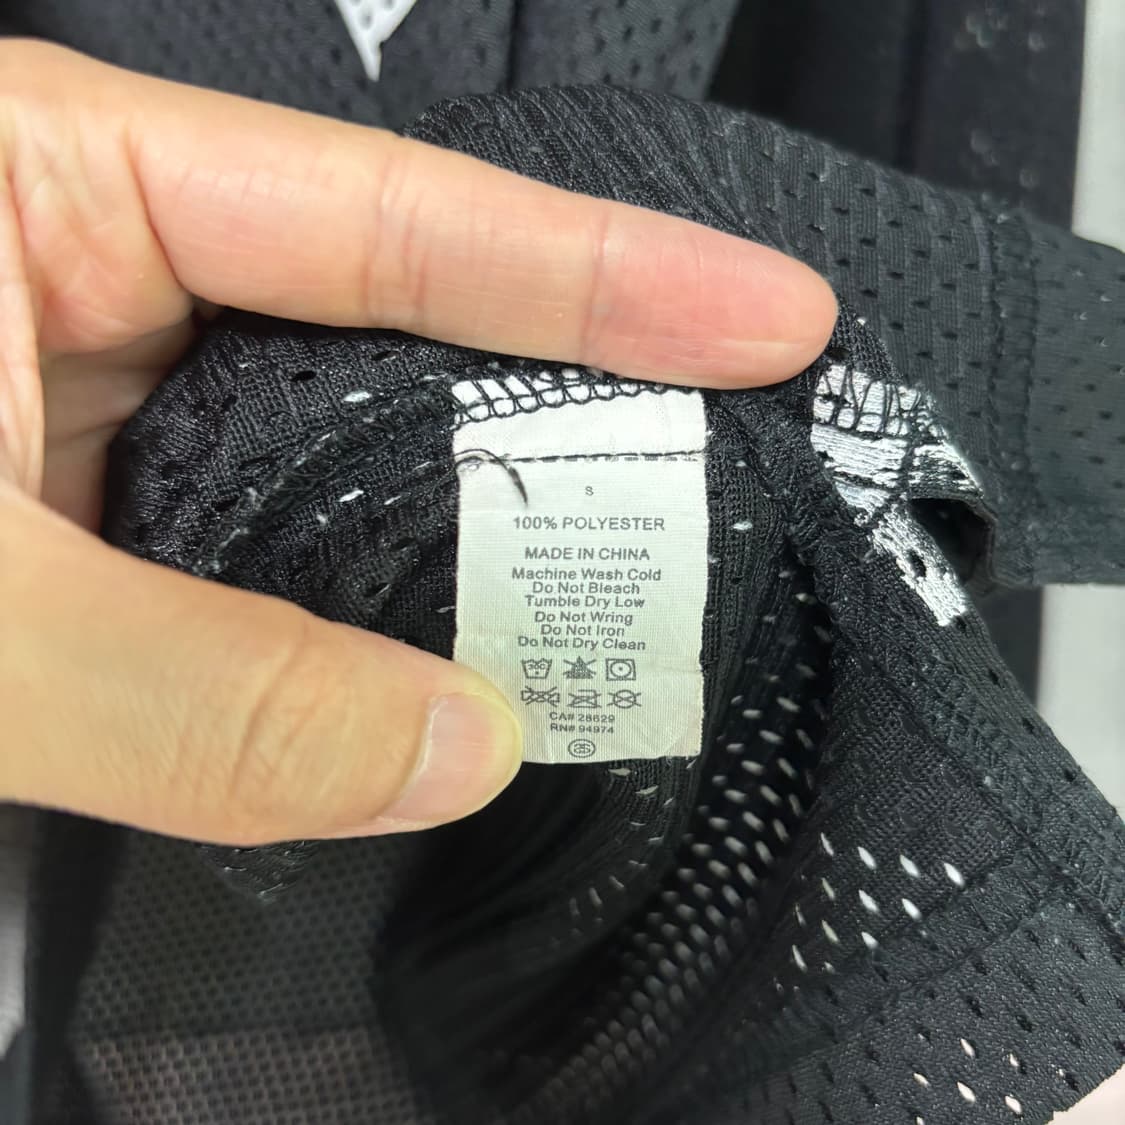 S
100% POLYESTER
MADE IN CHINA
Machine Wash Cold
Do Not Bleach
Tumble Dry Low
Do Not Wring
Do Not Iron
Do Not Dry Clean
CA# 28629
RN# 94974